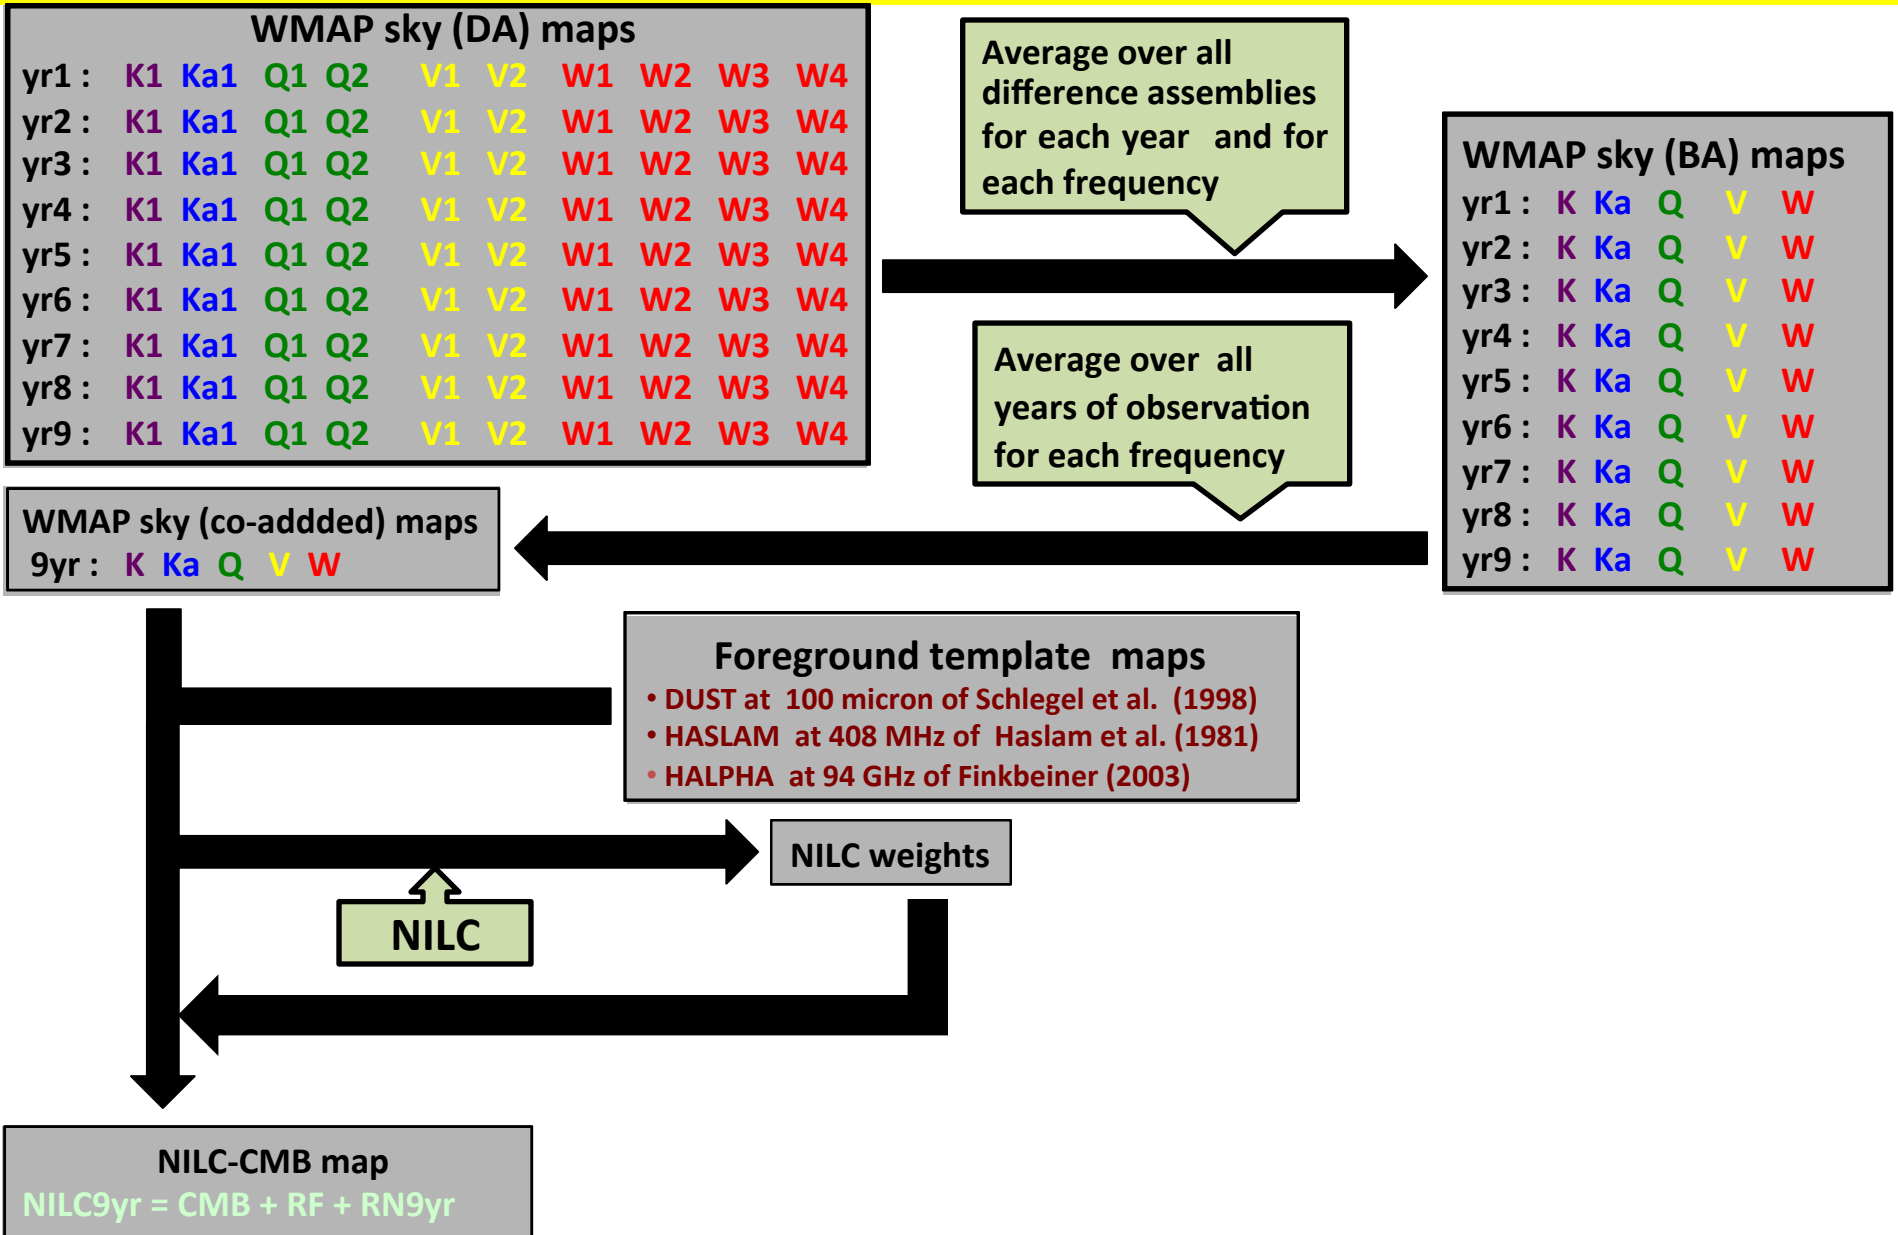 WMAP sky (DA) maps
yr1 : K1 Ka1 Q1 Q2 V1 V2 W1 W2 W3 W4
yr2 : K1 Ka1 Q1 Q2 V1 V2 W1 W2 W3 W4
yr3 : K1 Ka1 Q1 Q2 V1 V2 W1 W2 W3 W4
yr4 : K1 Ka1 Q1 Q2 V1 V2 W1 W2 W3 W4
yr5 : K1 Ka1 Q1 Q2 V1 V2 W1 W2 W3 W4
yr6 : K1 Ka1 Q1 Q2 V1 V2 W1 W2 W3 W4
yr7 : K1 Ka1 Q1 Q2 V1 V2 W1 W2 W3 W4
yr8 : K1 Ka1 Q1 Q2 V1 V2 W1 W2 W3 W4
yr9 : K1 Ka1 Q1 Q2 V1 V2 W1 W2 W3 W4
Average over all
difference assemblies
for each year and for
each frequency
WMAP sky (BA) maps
yr1 : K Ka Q V W
yr2 : K Ka Q V W
yr3 : K Ka Q V W
yr4 : K Ka Q V W
yr5 : K Ka Q V W
yr6 : K Ka Q V W
yr7 : K Ka Q V W
yr8 : K Ka Q V W
yr9 : K Ka Q V W
Average over all
years of observation
for each frequency
WMAP sky (co-addded) maps
9yr : K Ka Q V W
Foreground template maps
• DUST at 100 micron of Schlegel et al. (1998)
• HASLAM at 408 MHz of Haslam et al. (1981)
• HALPHA at 94 GHz of Finkbeiner (2003)
NILC weights
NILC
NILC-CMB map
NILC9yr = CMB + RF + RN9yr